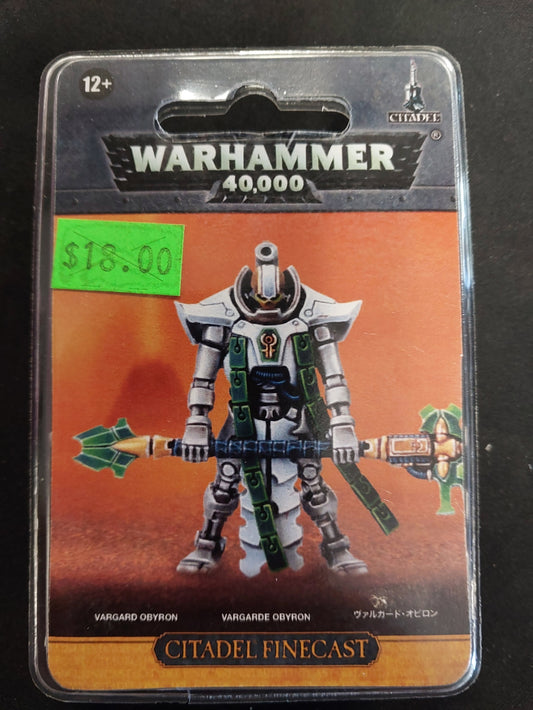 12+
CITADEL
®
WARHAMMER
40,000
$18.00
VARGARD OBYRON
VARGARDE OBYRON
ヴァルガード・オビロン
CITADEL FINECAST